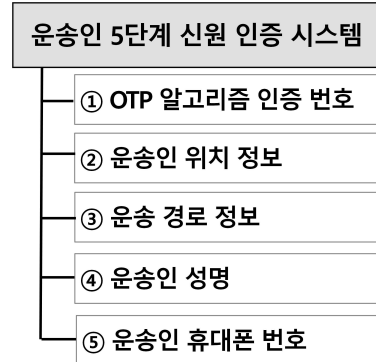 운송인 5단계 신원 인증 시스템
① OTP 알고리즘 인증 번호
② 운송인 위치 정보
③ 운송 경로 정보
④ 운송인 성명
⑤ 운송인 휴대폰 번호